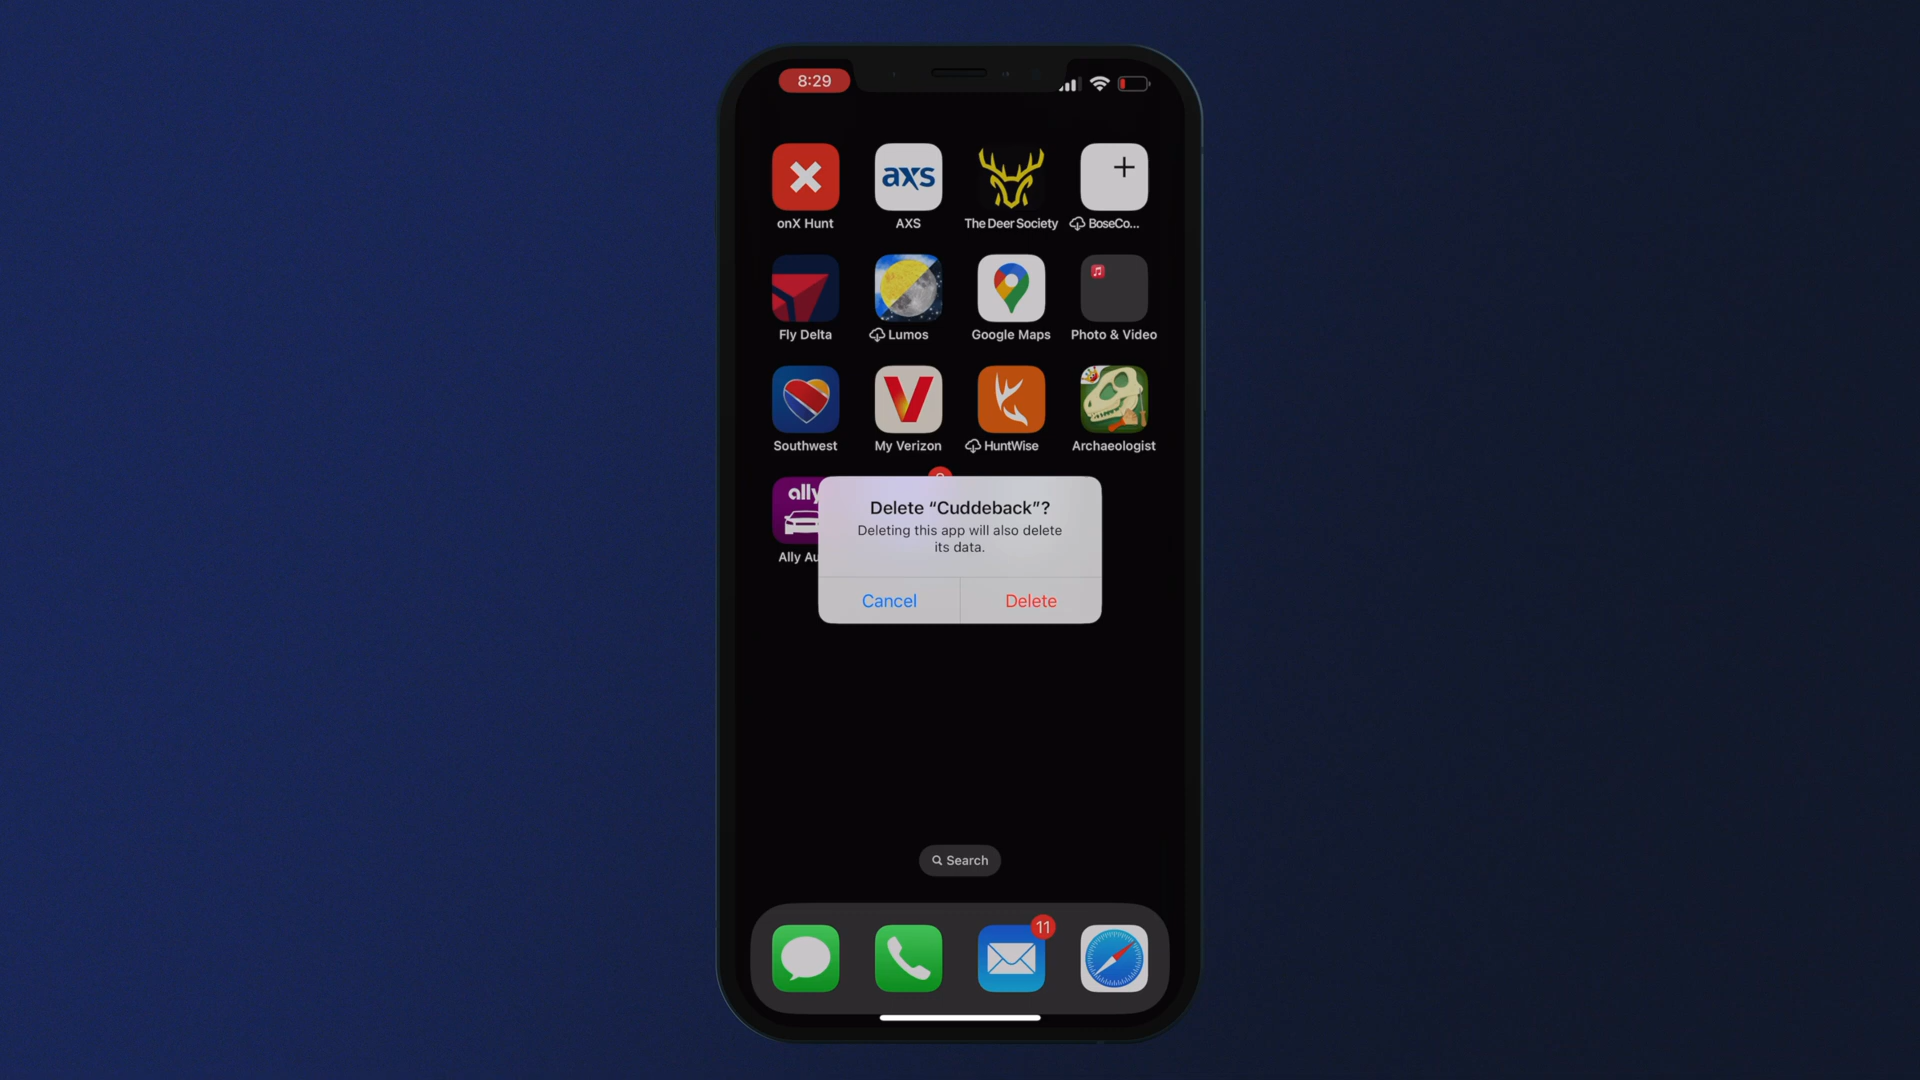 8:29
axs
onX Hunt
AXS
The Deer Society
BoseCo...
Fly Delta
Lumos
Google Maps
Photo & Video
Southwest
My Verizon
HuntWise
Archaeologist
ally
Ally Au
Delete “Cuddeback”?
Deleting this app will also delete
its data.
Cancel
Delete
Search
11